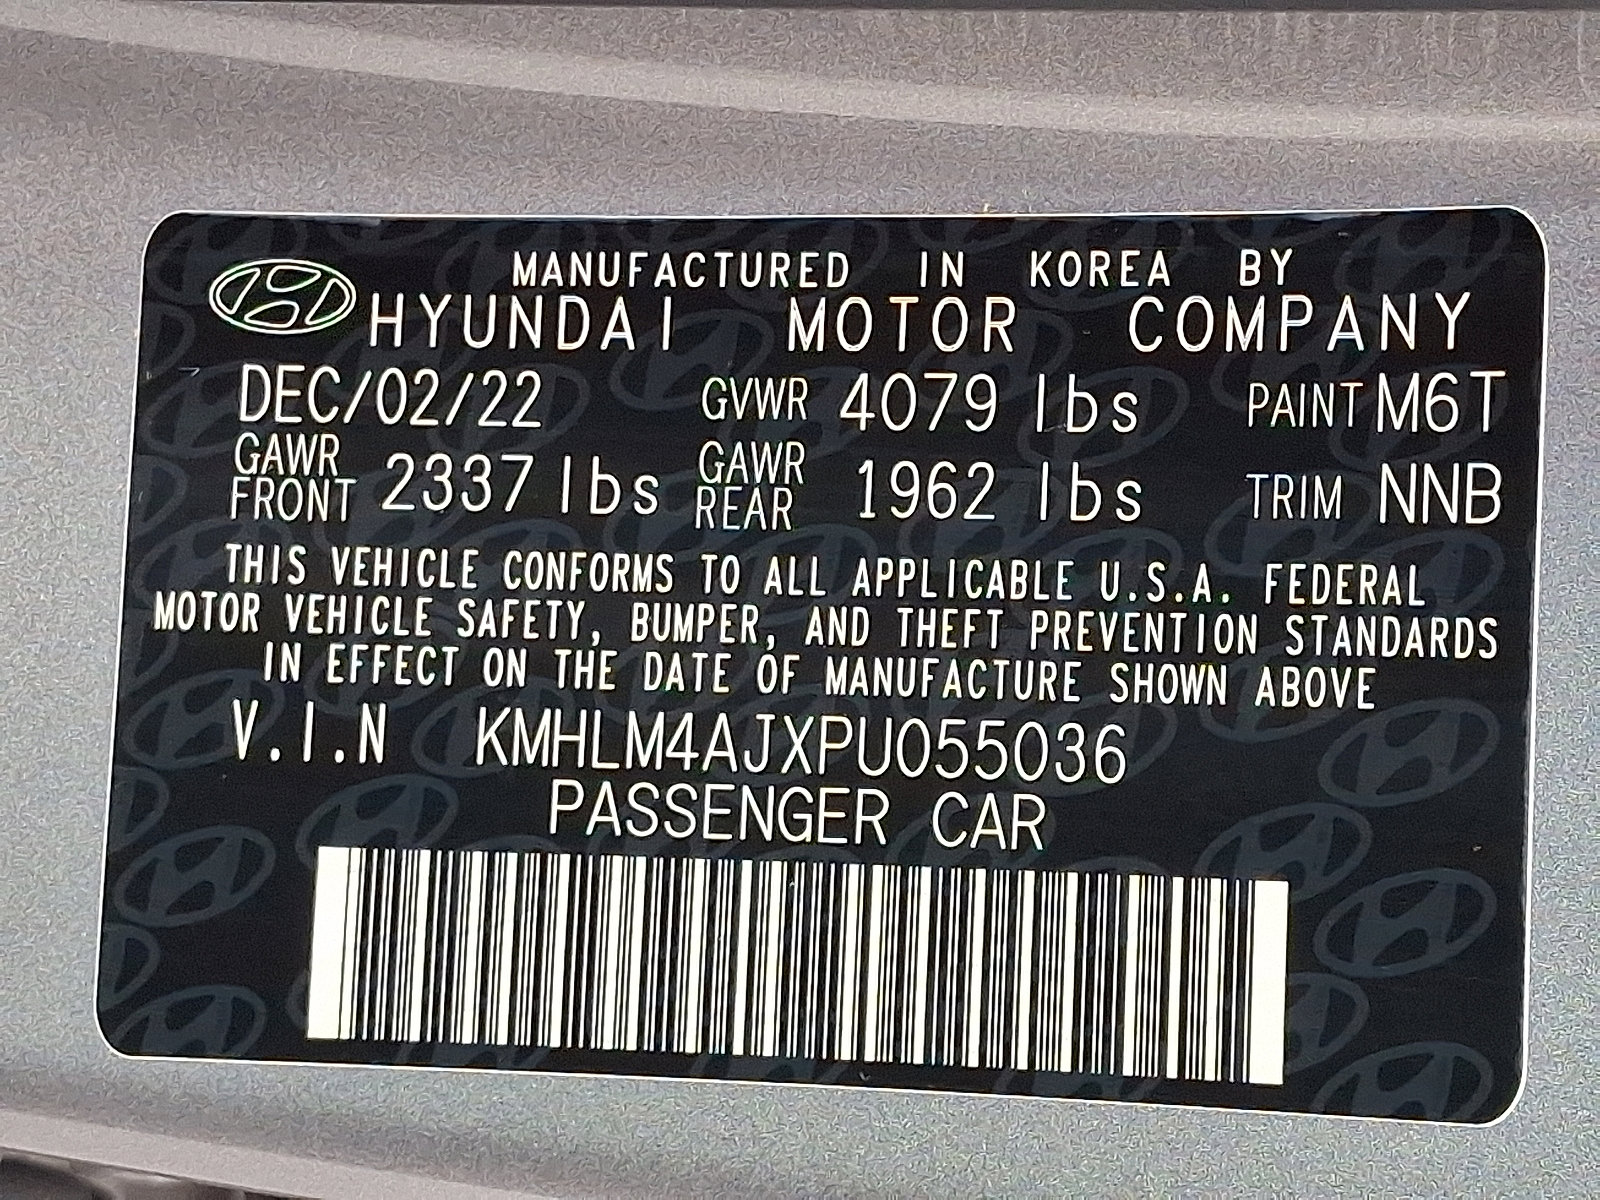 MANUFACTURED IN KOREA BY
HYUNDAI MOTOR COMPANY
DEC/02/22 GVWR 4079 lbs PAINT M6T
GAWR FRONT 2337 lbs GAWR REAR 1962 lbs TRIM NNB
THIS VEHICLE CONFORMS TO ALL APPLICABLE U.S.A. FEDERAL
MOTOR VEHICLE SAFETY, BUMPER, AND THEFT PREVENTION STANDARDS
IN EFFECT ON THE DATE OF MANUFACTURE SHOWN ABOVE
V.I.N KMHLM4AJXPU055036
PASSENGER CAR